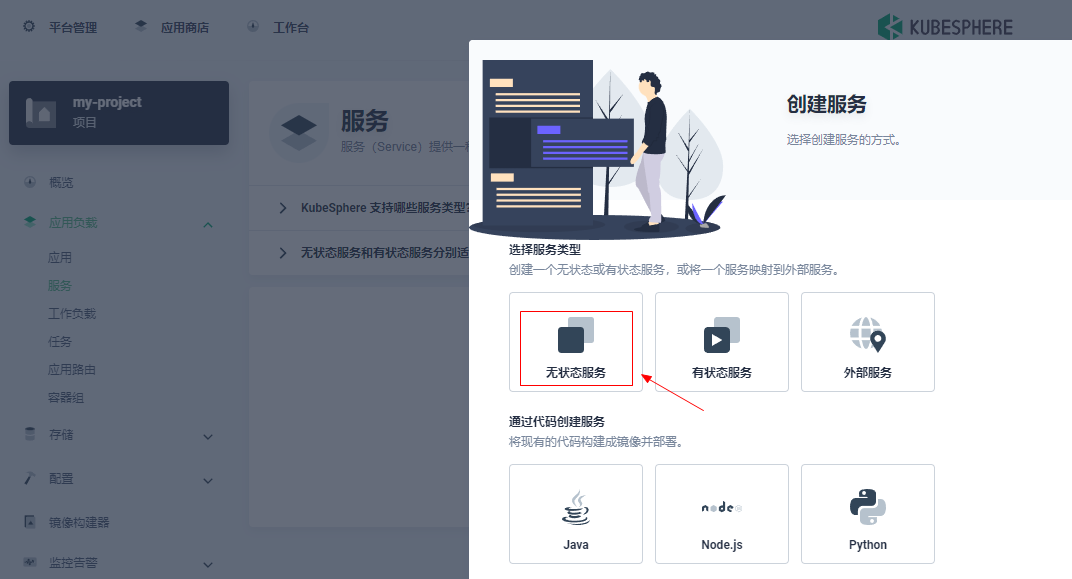 平台管理
应用商店
工作台
KUBESPHERE
my-project
项目
概览
应用负载
应用
服务
工作负载
任务
应用路由
容器组
存储
配置
镜像构建器
监控告警
服务
服务（Service）提供一种
KubeSphere 支持哪些服务类型?
无状态服务和有状态服务分别适
创建服务
选择创建服务的方式。
选择服务类型
创建一个无状态或有状态服务，或将一个服务映射到外部服务。
无状态服务
有状态服务
外部服务
通过代码创建服务
将现有的代码构建成镜像并部署。
Java
node
Node.js
Python